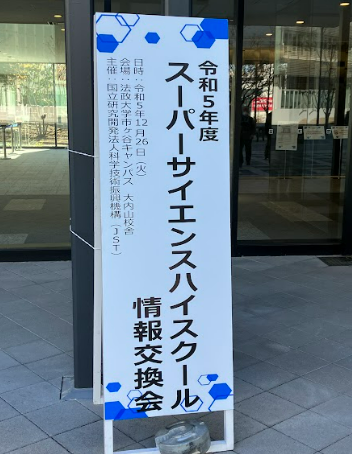 令和5年度
スーパーサイエンスハイスクール
情報交換会
日時：令和5年12月26日（火）
会場：法政大学市ケ谷キャンパス　大内山校舎
主催：国立研究開発法人科学技術振興機構（JST）